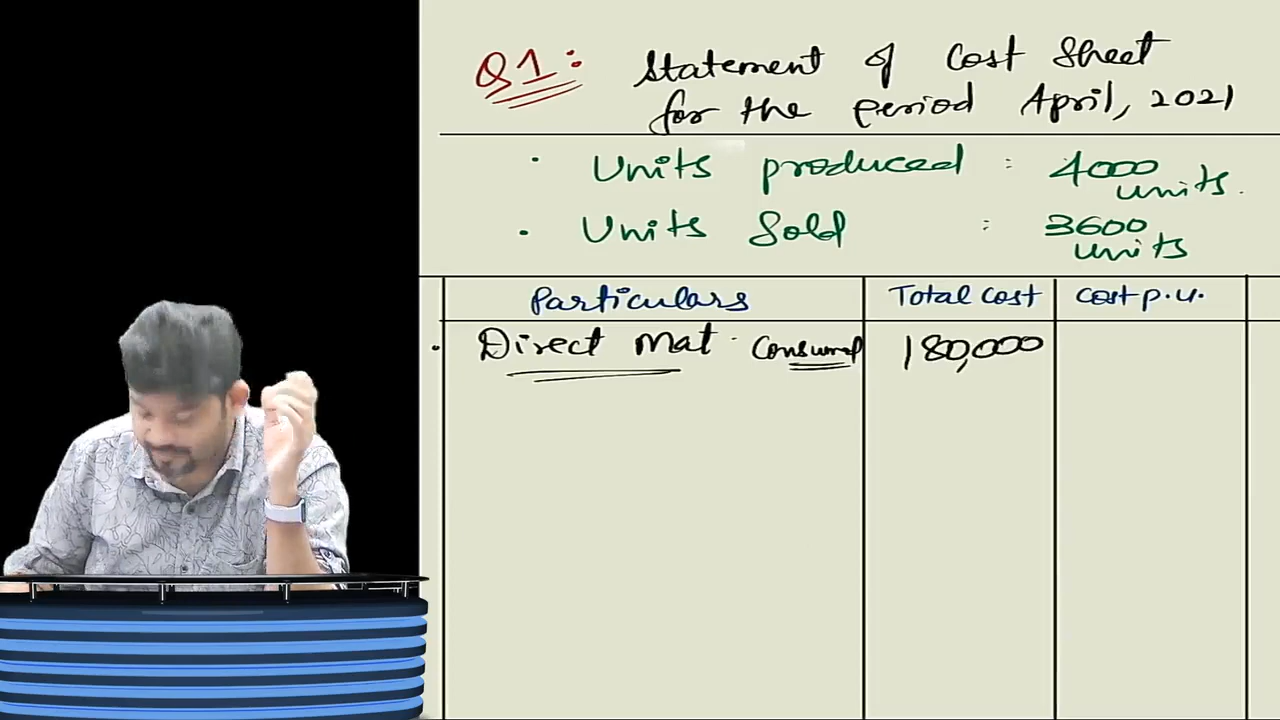 Q1: Statement of Cost Sheet
for the period April, 2021
· Units produced : 4000
units.
· Units Sold : 3600
units
Particulars Total Cost Cost p.u.
· Direct Mat. Consumed 180,000